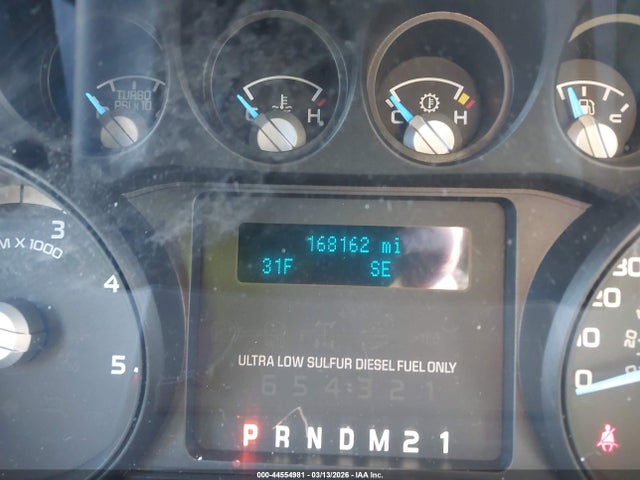 TURBO
PSI X 10
C H
C H
3
M X 1000
4
5
168162 mi
31F SE
ULTRA LOW SULFUR DIESEL FUEL ONLY
6 5 4 3 2 1
P R N D M 2 1
30
20
0
000-44554981 - 03/13/2026 - IAA Inc.